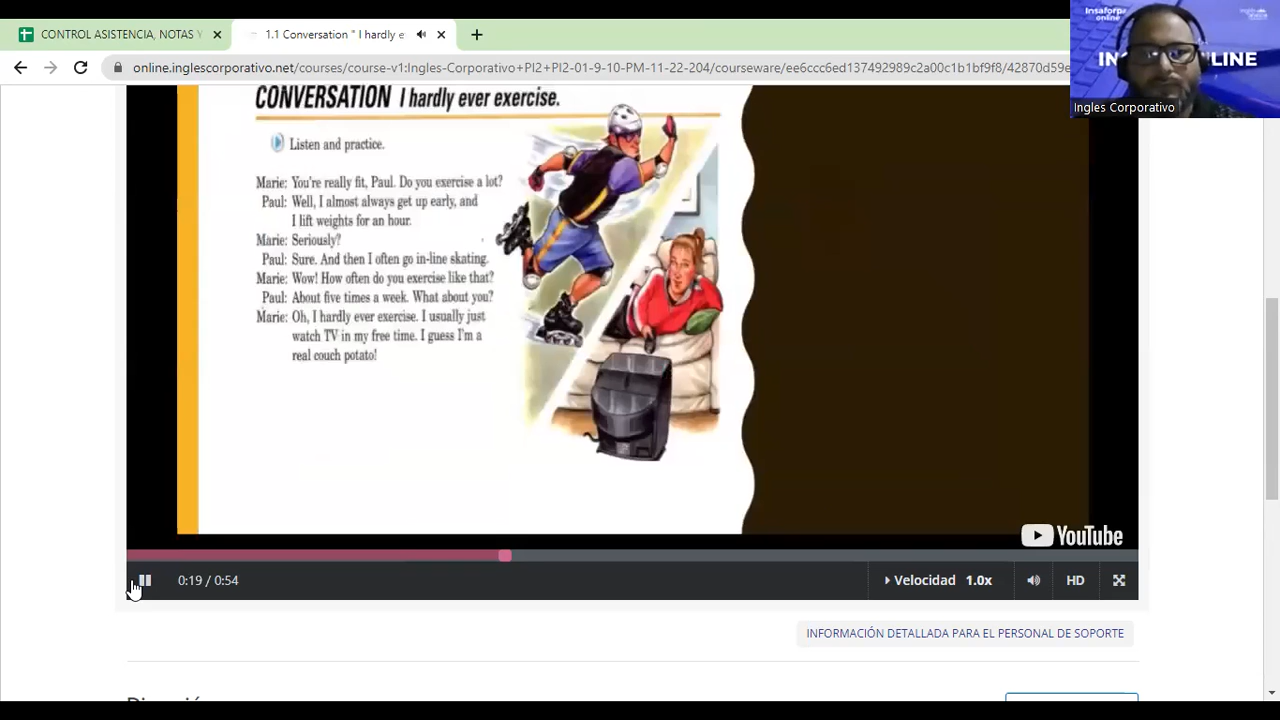 CONTROL ASISTENCIA, NOTAS Y
1.1 Conversation " I hardly e
online.inglescorporativo.net/courses/course-v1:Ingles-Corporativo+PI2+PI2-01-9-10-PM-11-22-204/courseware/ee6ccc6ed137492989c2a00c1b1bf9f8/42870d59e
Insaforp
online
Ingles Corporativo
CONVERSATION I hardly ever exercise.
Listen and practice.
Marie: You're really fit, Paul. Do you exercise a lot?
Paul: Well, I almost always get up early, and
I lift weights for an hour.
Marie: Seriously?
Paul: Sure. And then I often go in-line skating.
Marie: Wow! How often do you exercise like that?
Paul: About five times a week. What about you?
Marie: Oh, I hardly ever exercise. I usually just
watch TV in my free time. I guess I'm a
real couch potato!
YouTube
0:19 / 0:54
Velocidad 1.0x
HD
INFORMACIÓN DETALLADA PARA EL PERSONAL DE SOPORTE